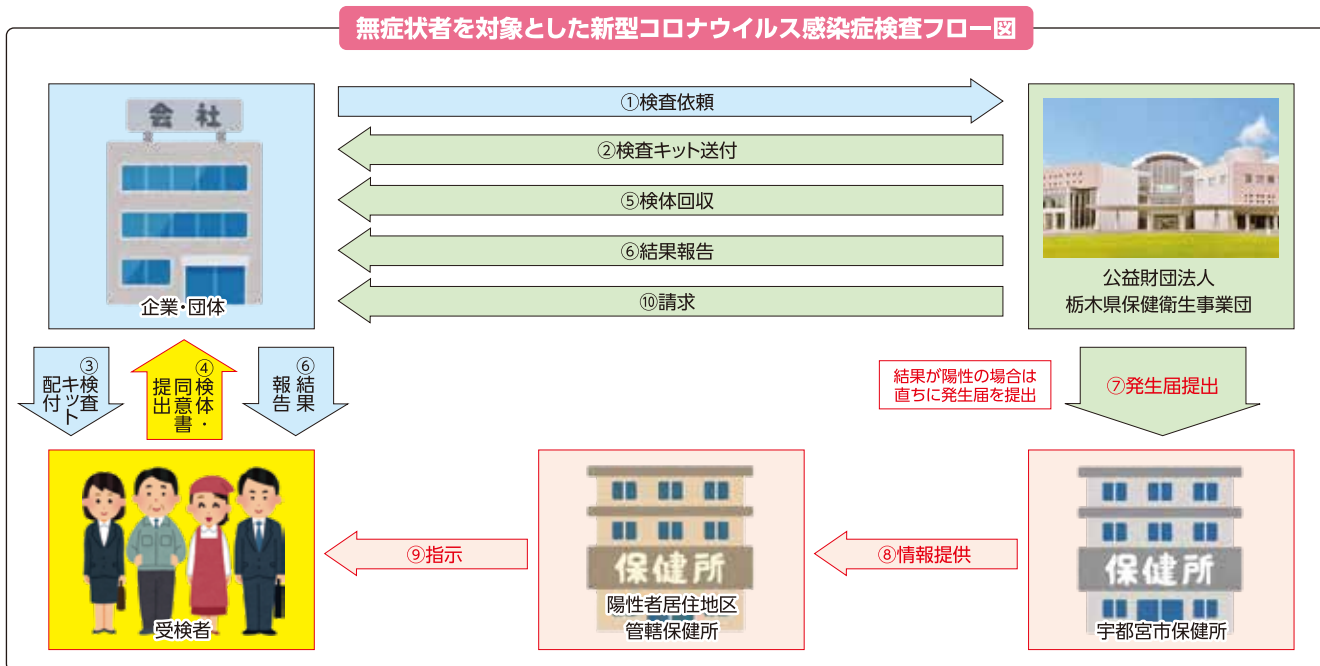 無症状者を対象とした新型コロナウイルス感染症検査フロー図
会社
企業・団体
①検査依頼
②検査キット送付
⑤検体回収
⑥結果報告
⑩請求
公益財団法人
栃木県保健衛生事業団
③検査
キット
配付
④検体・
同意書
提出
⑥結果
報告
結果が陽性の場合は
直ちに発生届を提出
⑦発生届提出
受検者
⑨指示
保健所
陽性者居住地区
管轄保健所
⑧情報提供
保健所
宇都宮市保健所